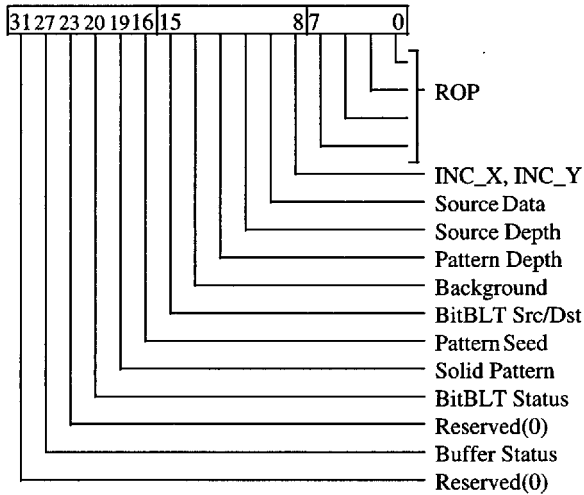 31 27 23 20 19 16 15 8 7 0
ROP
INC_X, INC_Y
Source Data
Source Depth
Pattern Depth
Background
BitBLT Src/Dst
Pattern Seed
Solid Pattern
BitBLT Status
Reserved(0)
Buffer Status
Reserved(0)